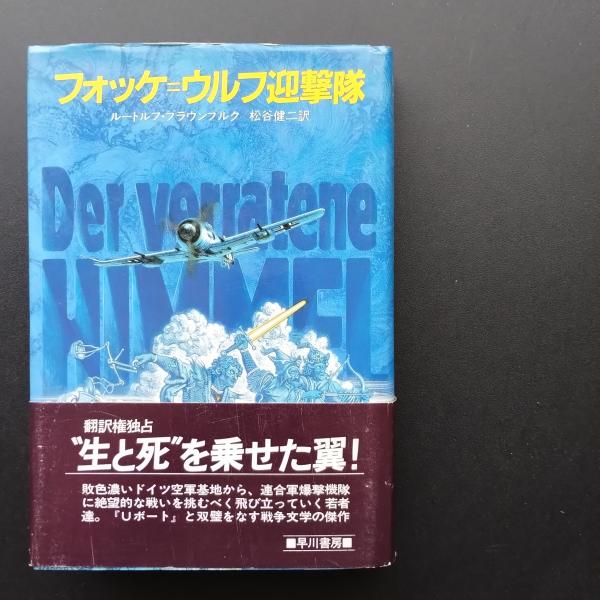 フォッケ=ウルフ迎撃隊
ルードルフ・ブラウンブルク 松谷健二訳
Der verratene
HIMMEL
翻訳権独占
“生と死”を乗せた翼！
敗色濃いドイツ空軍基地から、連合軍爆撃機隊
に絶望的な戦いを挑むべく飛び立っていく若者
達。『Uボート』と双璧をなす戦争文学の傑作
■早川書房■